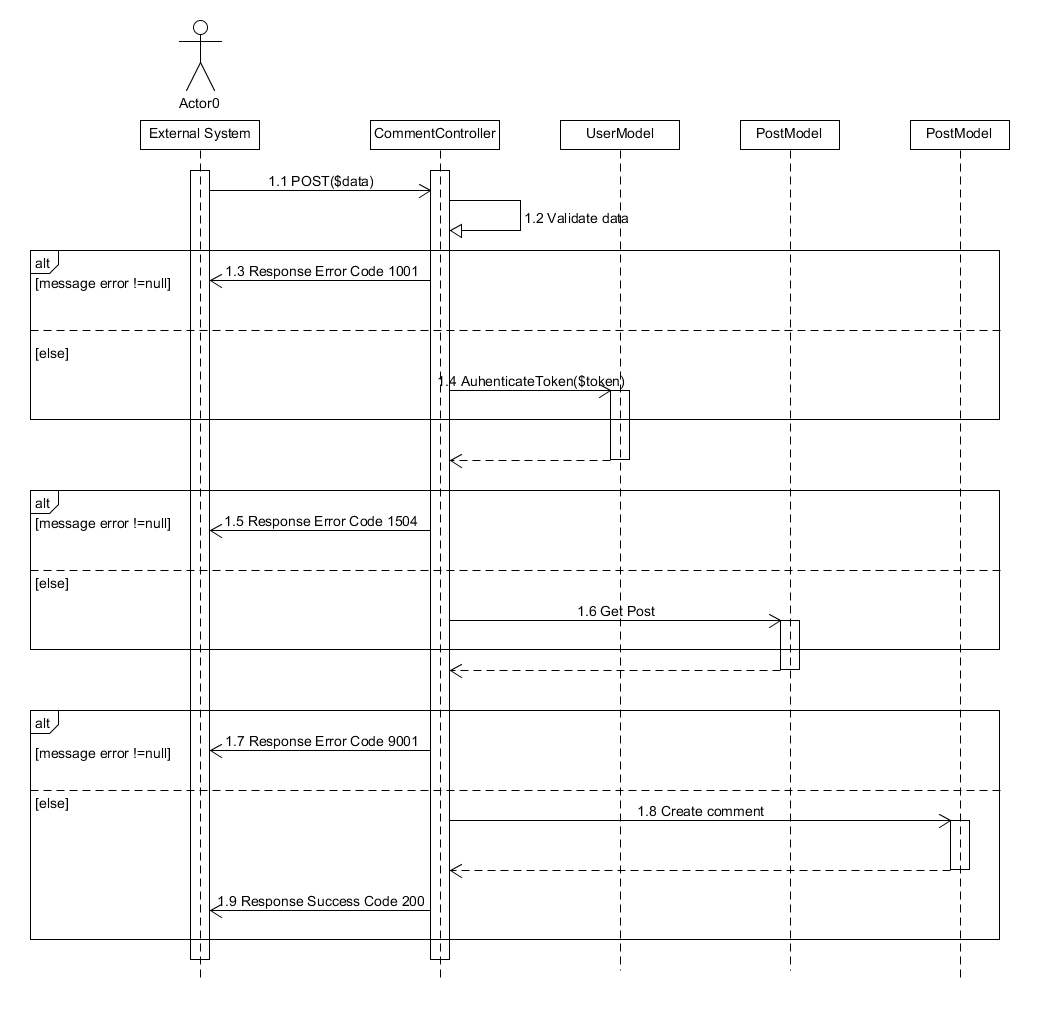 Actor0
External System
CommentController
UserModel
PostModel
PostModel
1.1 POST($data)
1.2 Validate data
alt
1.3 Response Error Code 1001
[message error !=null]
[else]
1.4 AuhenticateToken($token)
alt
1.5 Response Error Code 1504
[message error !=null]
[else]
1.6 Get Post
alt
1.7 Response Error Code 9001
[message error !=null]
[else]
1.8 Create comment
1.9 Response Success Code 200